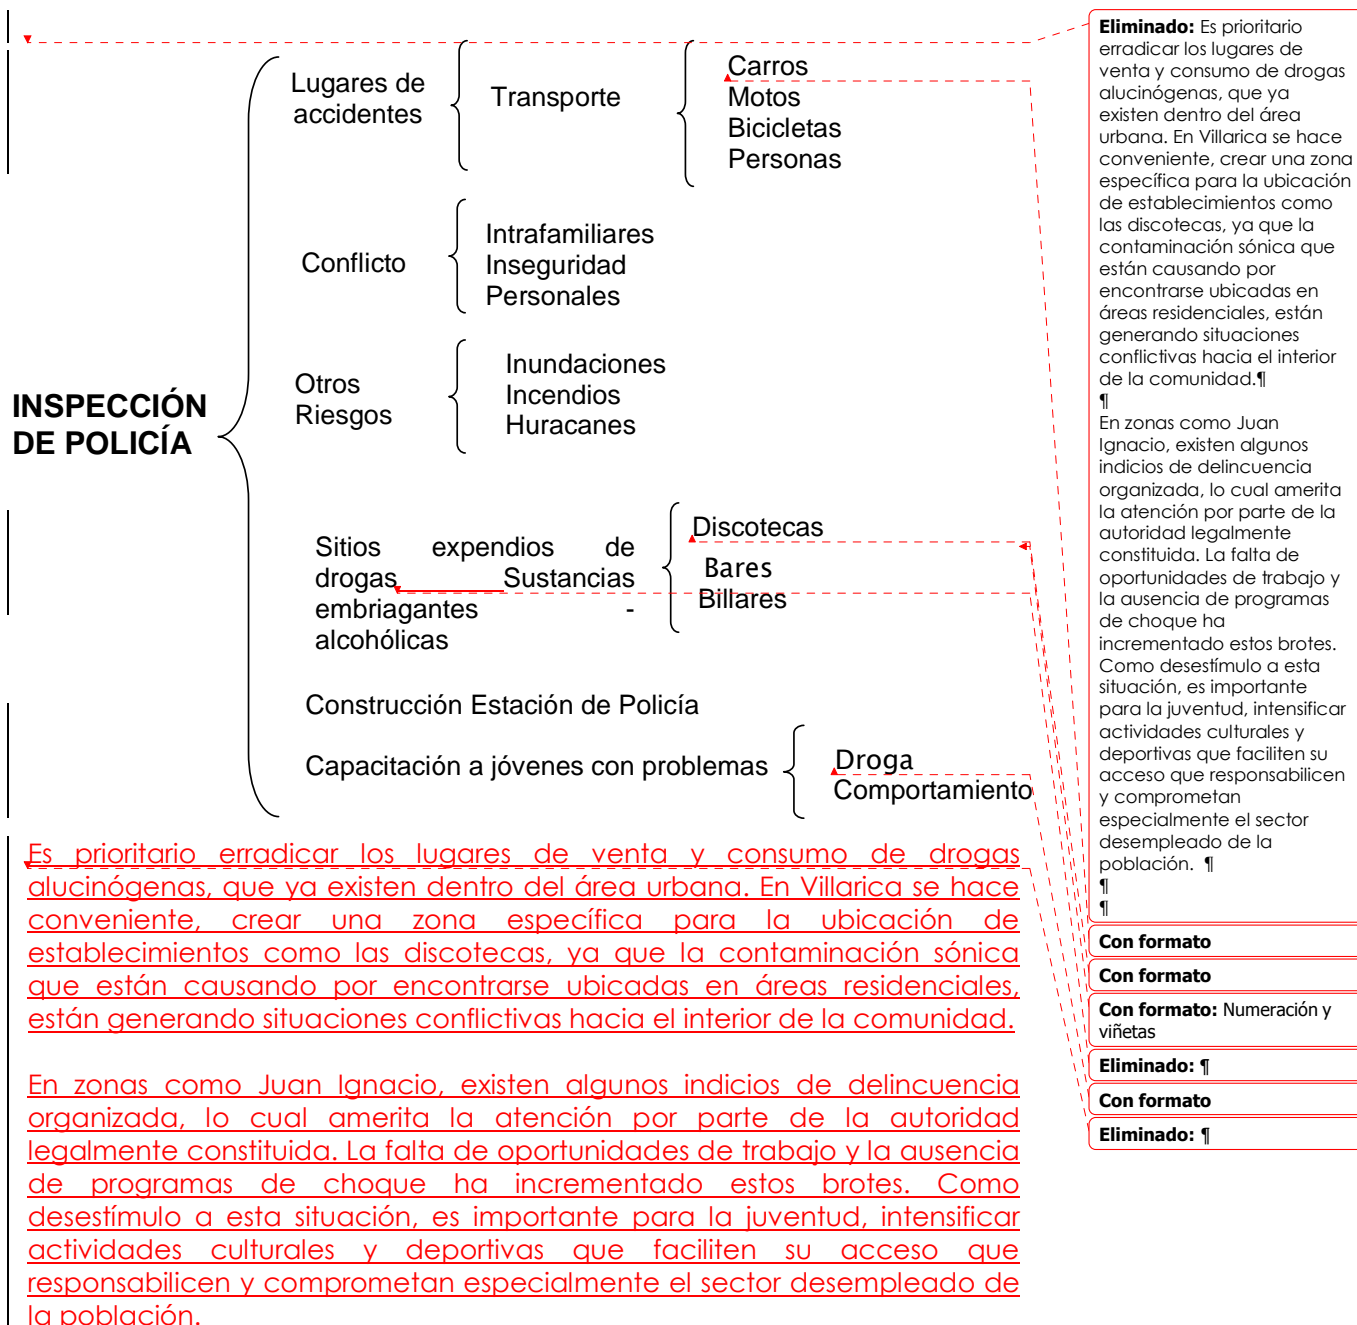 Lugares de
accidentes
Transporte
Carros
Motos
Bicicletas
Personas
Conflicto
Intrafamiliares
Inseguridad
Personales
Otros
Riesgos
Inundaciones
Incendios
Huracanes
INSPECCIÓN
DE POLICÍA
Sitios expendios de
drogas Sustancias
embriagantes -
alcohólicas
Discotecas
Bares
Billares
Construcción Estación de Policía
Capacitación a jóvenes con problemas
Droga
Comportamiento
Es prioritario erradicar los lugares de venta y consumo de drogas
alucinógenas, que ya existen dentro del área urbana. En Villarica se hace
conveniente, crear una zona específica para la ubicación de
establecimientos como las discotecas, ya que la contaminación sónica
que están causando por encontrarse ubicadas en áreas residenciales,
están generando situaciones conflictivas hacia el interior de la comunidad.
En zonas como Juan Ignacio, existen algunos indicios de delincuencia
organizada, lo cual amerita la atención por parte de la autoridad
legalmente constituida. La falta de oportunidades de trabajo y la ausencia
de programas de choque ha incrementado estos brotes. Como
desestímulo a esta situación, es importante para la juventud, intensificar
actividades culturales y deportivas que faciliten su acceso que
responsabilicen y comprometan especialmente el sector desempleado de
la población.
Eliminado: Es prioritario
erradicar los lugares de
venta y consumo de drogas
alucinógenas, que ya
existen dentro del área
urbana. En Villarica se hace
conveniente, crear una zona
específica para la ubicación
de establecimientos como
las discotecas, ya que la
contaminación sónica que
están causando por
encontrarse ubicadas en
áreas residenciales, están
generando situaciones
conflictivas hacia el interior
de la comunidad.¶
¶
En zonas como Juan
Ignacio, existen algunos
indicios de delincuencia
organizada, lo cual amerita
la atención por parte de la
autoridad legalmente
constituida. La falta de
oportunidades de trabajo y
la ausencia de programas
de choque ha
incrementado estos brotes.
Como desestímulo a esta
situación, es importante
para la juventud, intensificar
actividades culturales y
deportivas que faciliten su
acceso que responsabilicen
y comprometan
especialmente el sector
desempleado de la
población. ¶
¶
¶
Con formato
Con formato
Con formato: Numeración y
viñetas
Eliminado: ¶
Con formato
Eliminado: ¶